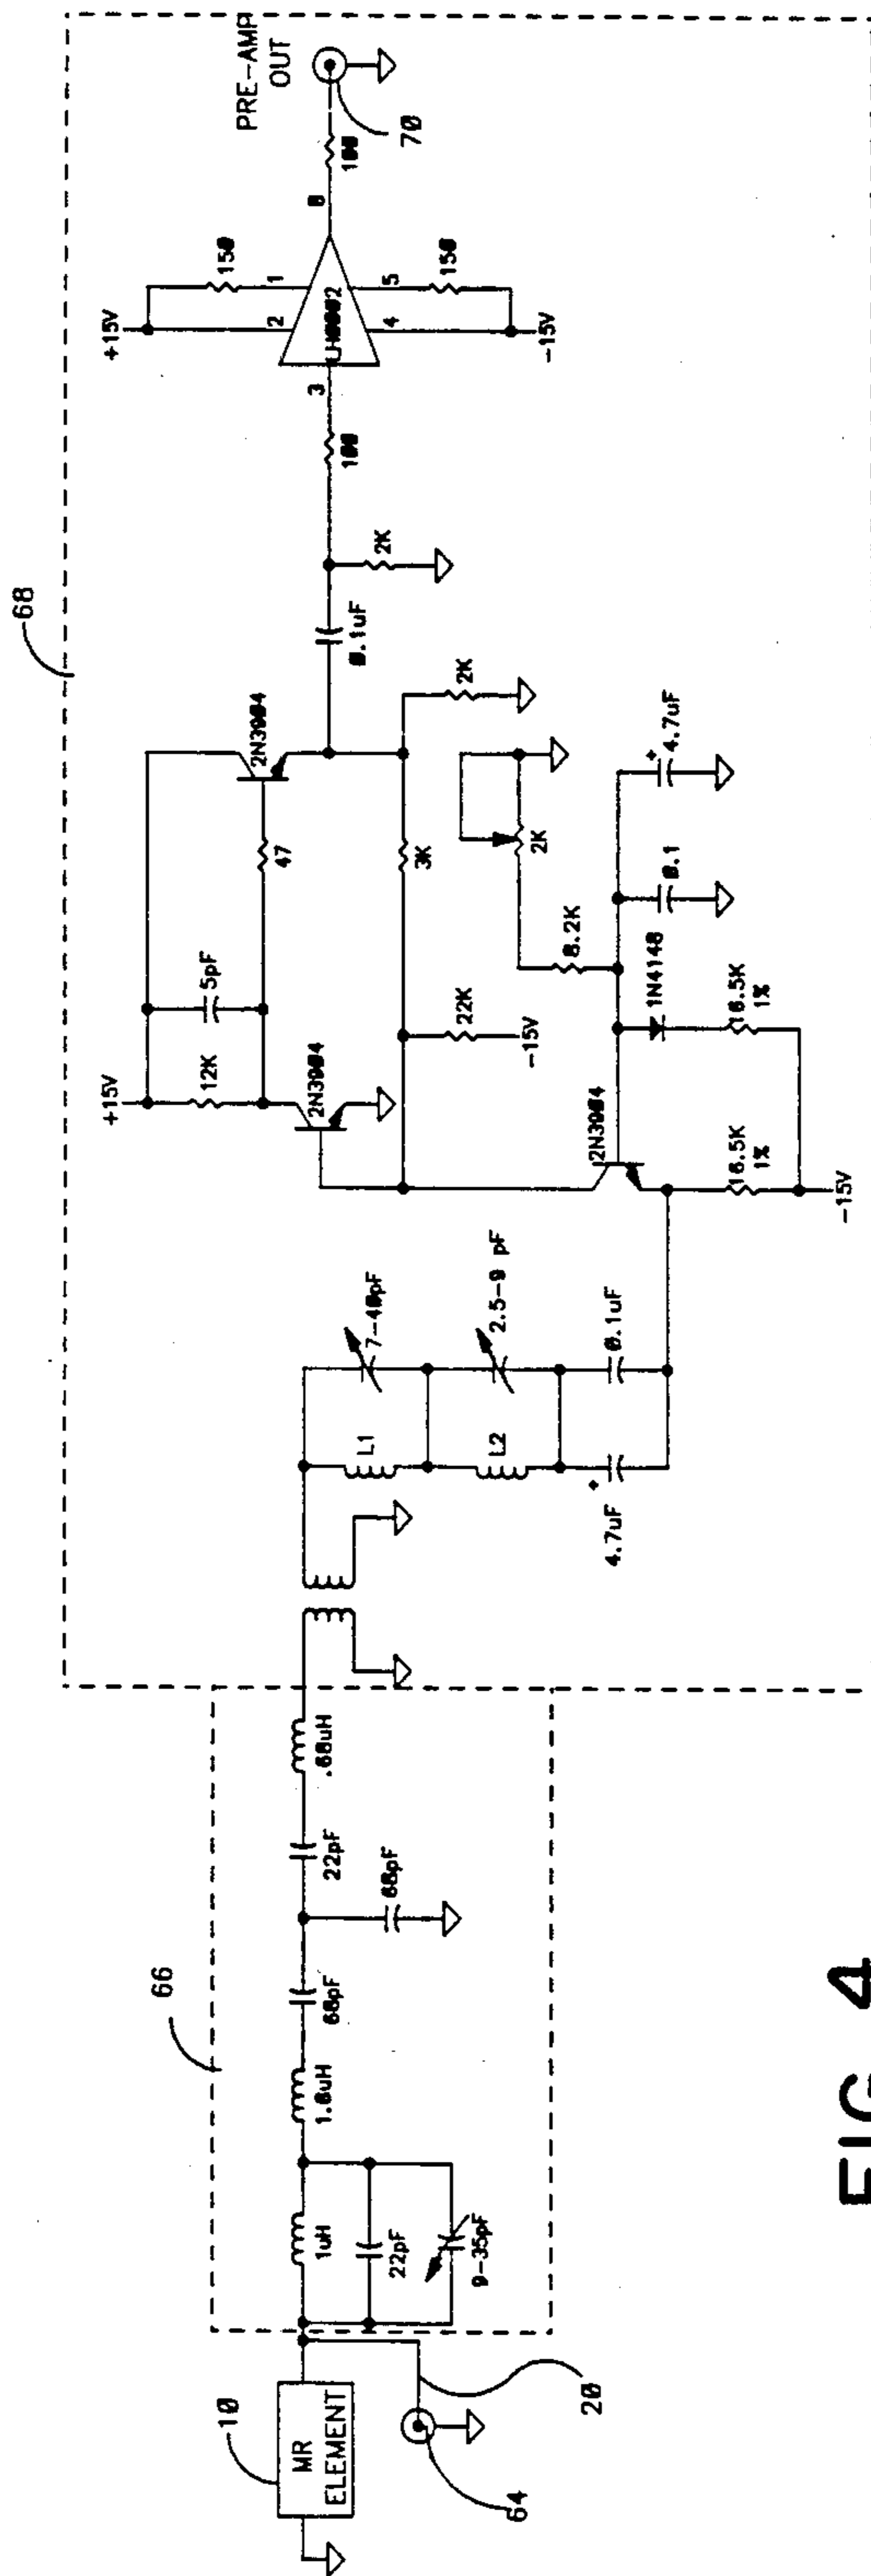 68
PRE-AMP
OUT
70
100
8
+15V
150
1
2
LH0002
3
5
4
150
-15V
100
2K
0.1uF
2N3904
2K
47
3K
5pF
12K
+15V
2N3904
22K
-15V
2K
8.2K
4.7uF
+
0.1
1N4148
16.5K
1%
2N3904
16.5K
1%
-15V
7-40pF
L1
2.5-9 pF
L2
0.1uF
4.7uF
+
66
.68uH
22pF
68pF
68pF
1.8uH
1uH
22pF
9-35pF
10
MR
ELEMENT
20
64
FIG. 4